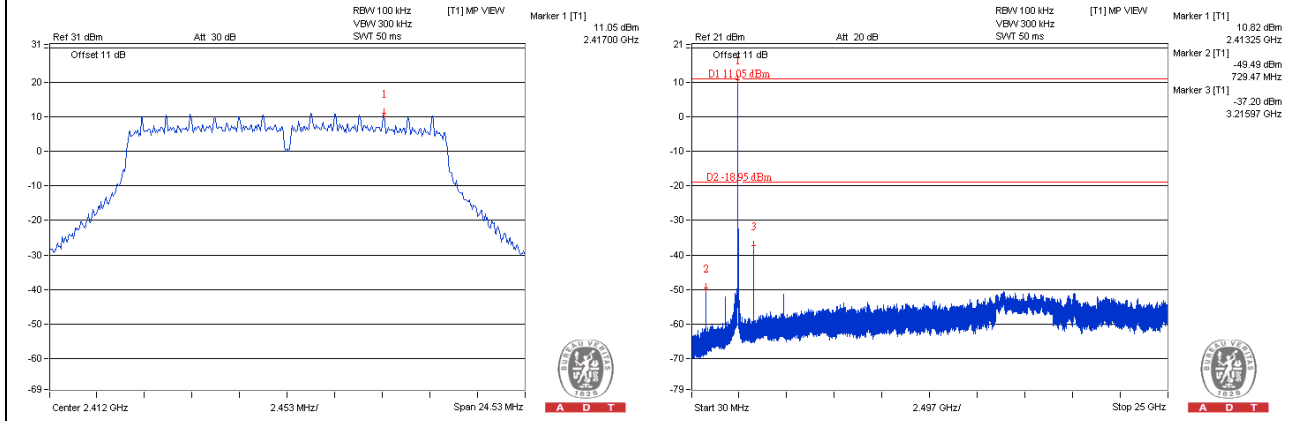 RBW 100 kHz
[T1] MP VIEW
VBW 300 kHz
Ref 31 dBm
Att 30 dB
SWT 50 ms
Marker 1 [T1]
11.05 dBm
2.41700 GHz
31
Offset 11 dB
20
10
0
-10
-20
-30
-40
-50
-60
-69
1
Center 2.412 GHz
2.453 MHz/
Span 24.53 MHz
BUREAU VERITAS
1828
A D T
RBW 100 kHz
[T1] MP VIEW
VBW 300 kHz
Ref 21 dBm
Att 20 dB
SWT 50 ms
Marker 1 [T1]
10.82 dBm
2.41325 GHz
Marker 2 [T1]
-49.49 dBm
729.47 MHz
Marker 3 [T1]
-37.20 dBm
3.21597 GHz
21
Offset 11 dB
1
D1 11.05 dBm
10
0
-10
D2 -18.95 dBm
-20
-30
3
-40
2
-50
-60
-70
-79
Start 30 MHz
2.497 GHz/
Stop 25 GHz
BUREAU VERITAS
1828
A D T